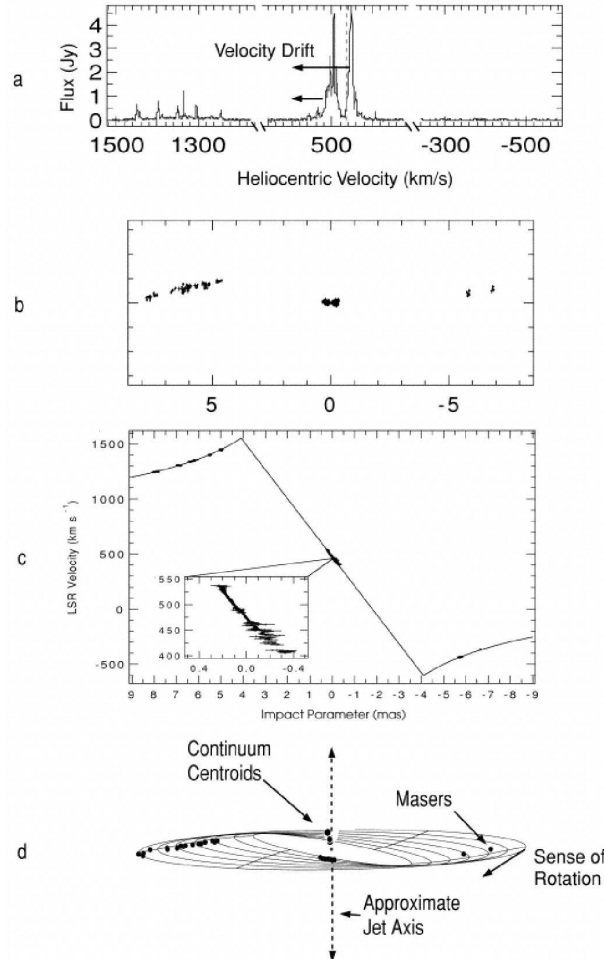 a
Flux (Jy)
4
3
2
1
0
Velocity Drift
1500 1300 500 -300 -500
Heliocentric Velocity (km/s)
b
5 0 -5
c
LSR Velocity (km s⁻¹)
1500
1000
500
0
-500
550
500
450
400
0.4 0.0 -0.4
9 8 7 6 5 4 3 2 1 0 -1 -2 -3 -4 -5 -6 -7 -8 -9
Impact Parameter (mas)
d
Continuum
Centroids
Masers
Sense of
Rotation
Approximate
Jet Axis